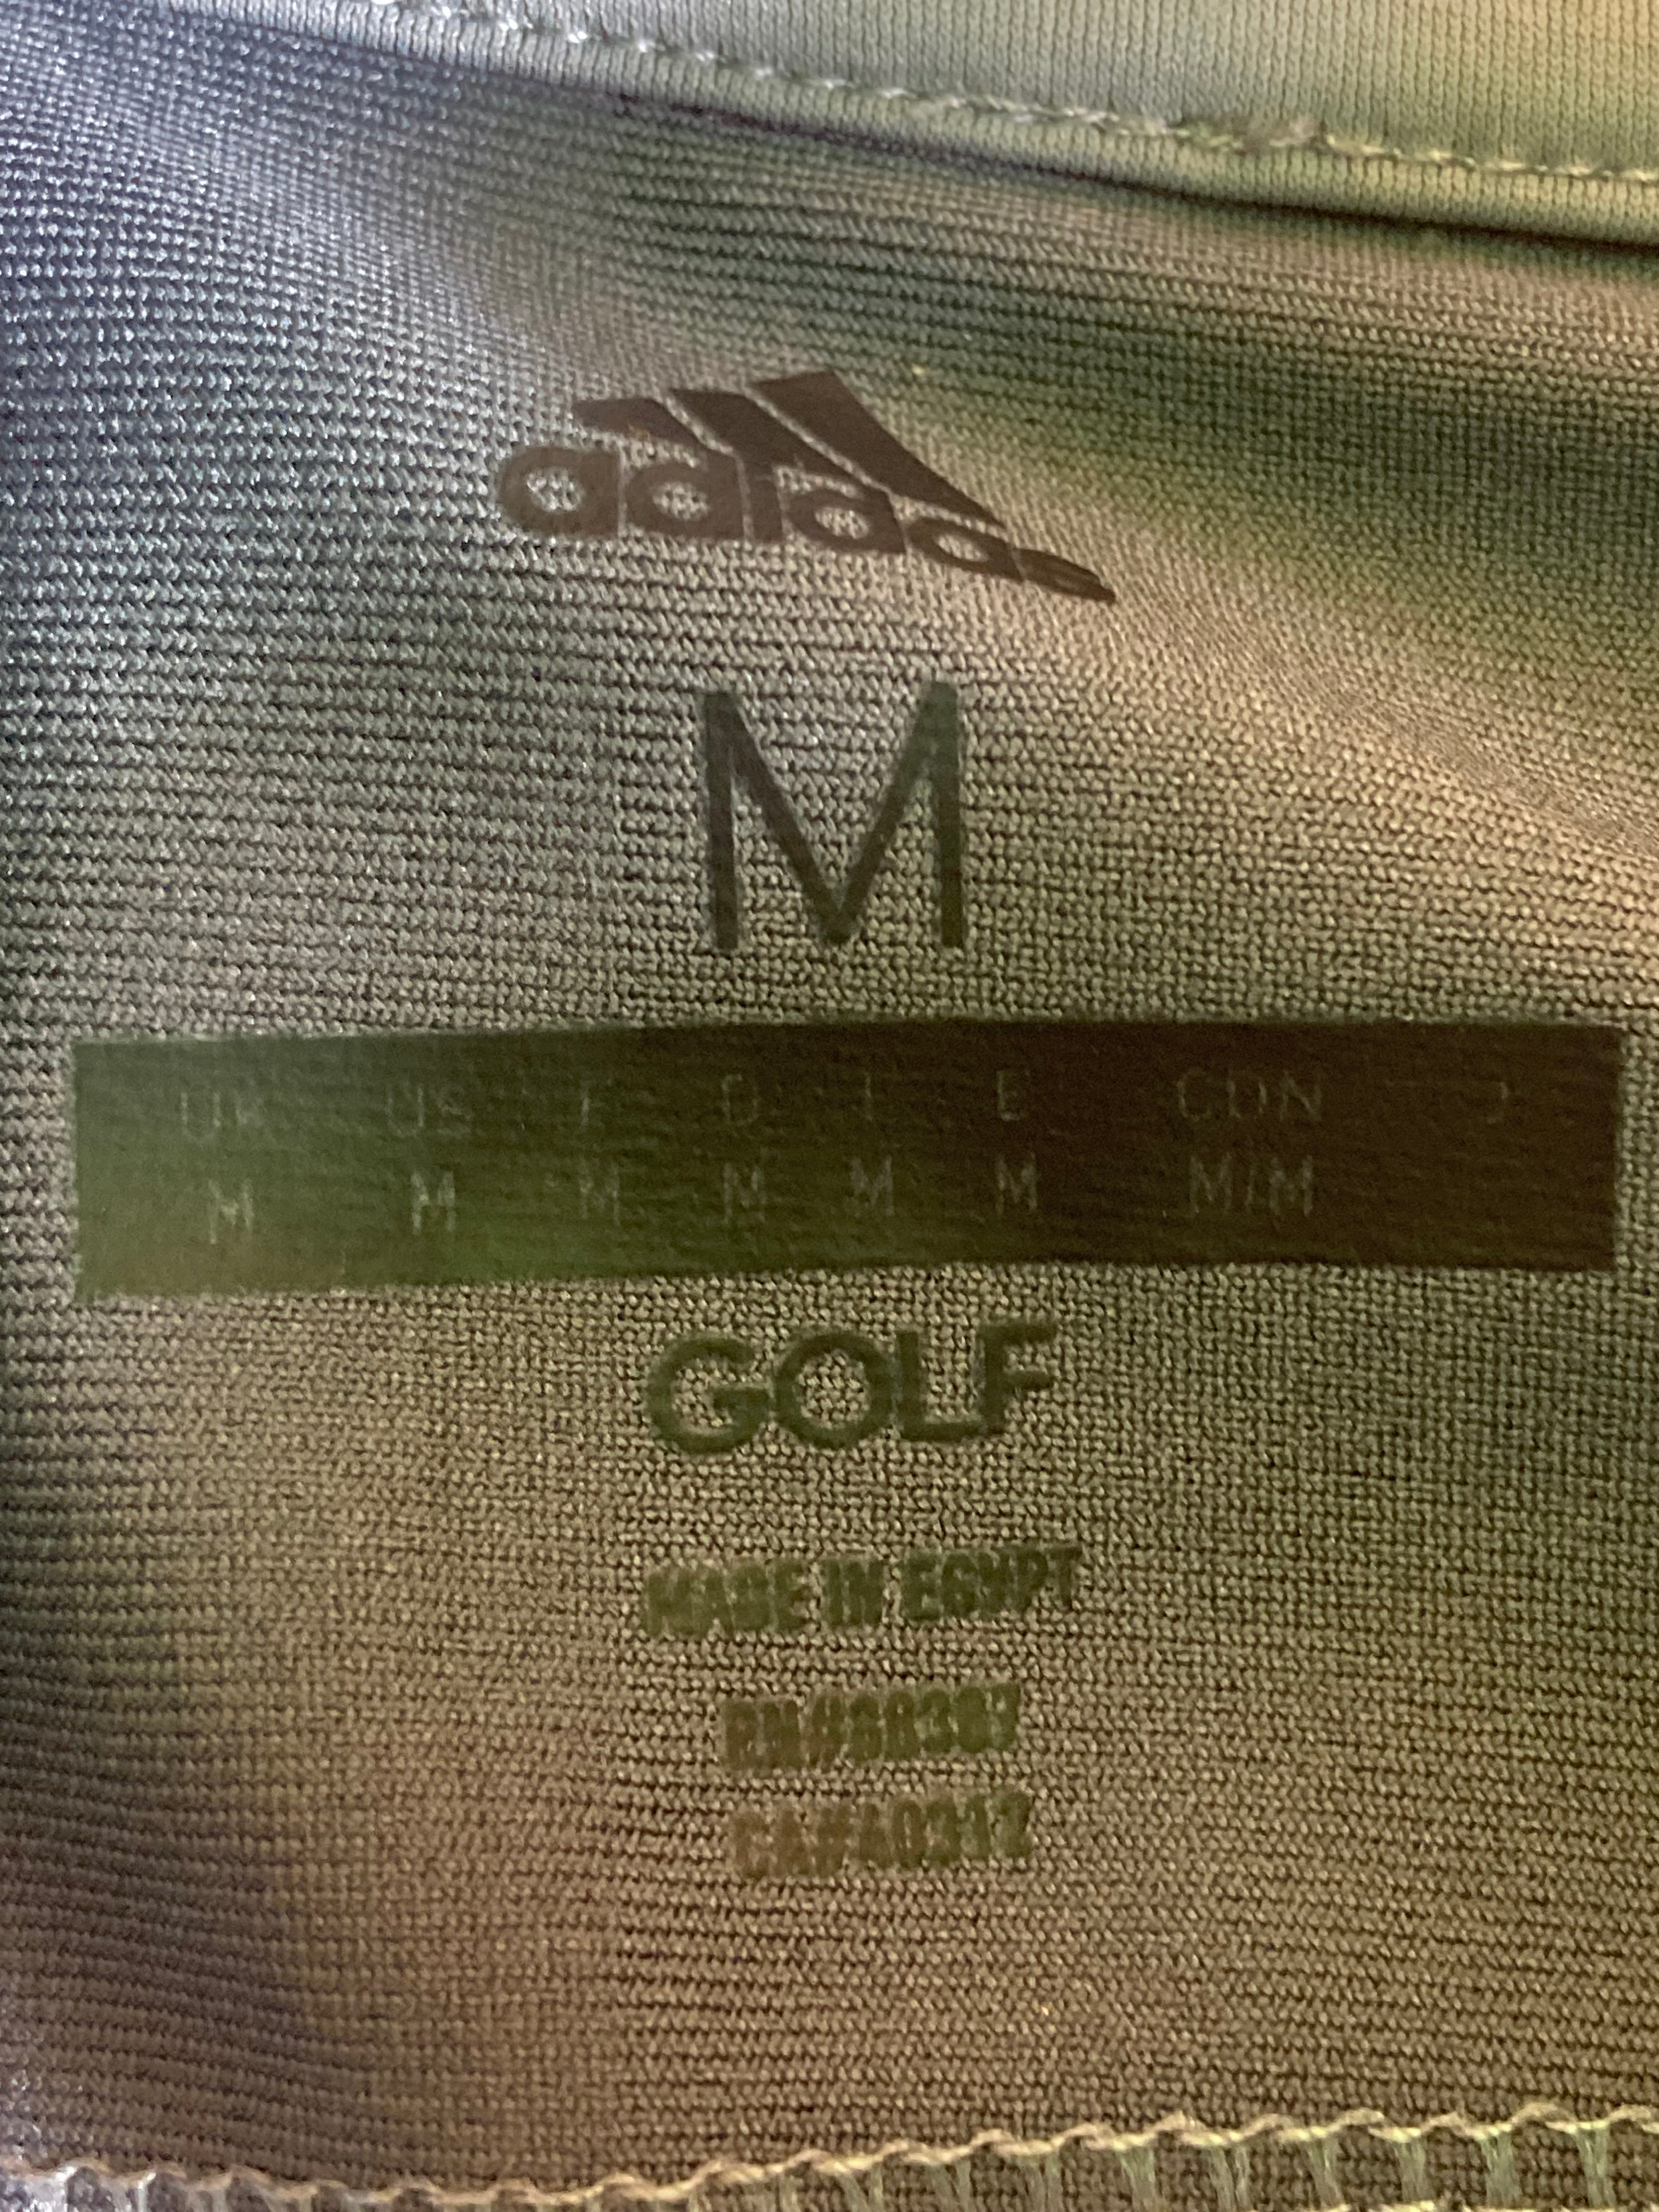 adidas
M
UK US F D I E CDN J
M M M M M M M/M
GOLF
MADE IN EGYPT
RN#88387
CA#40312